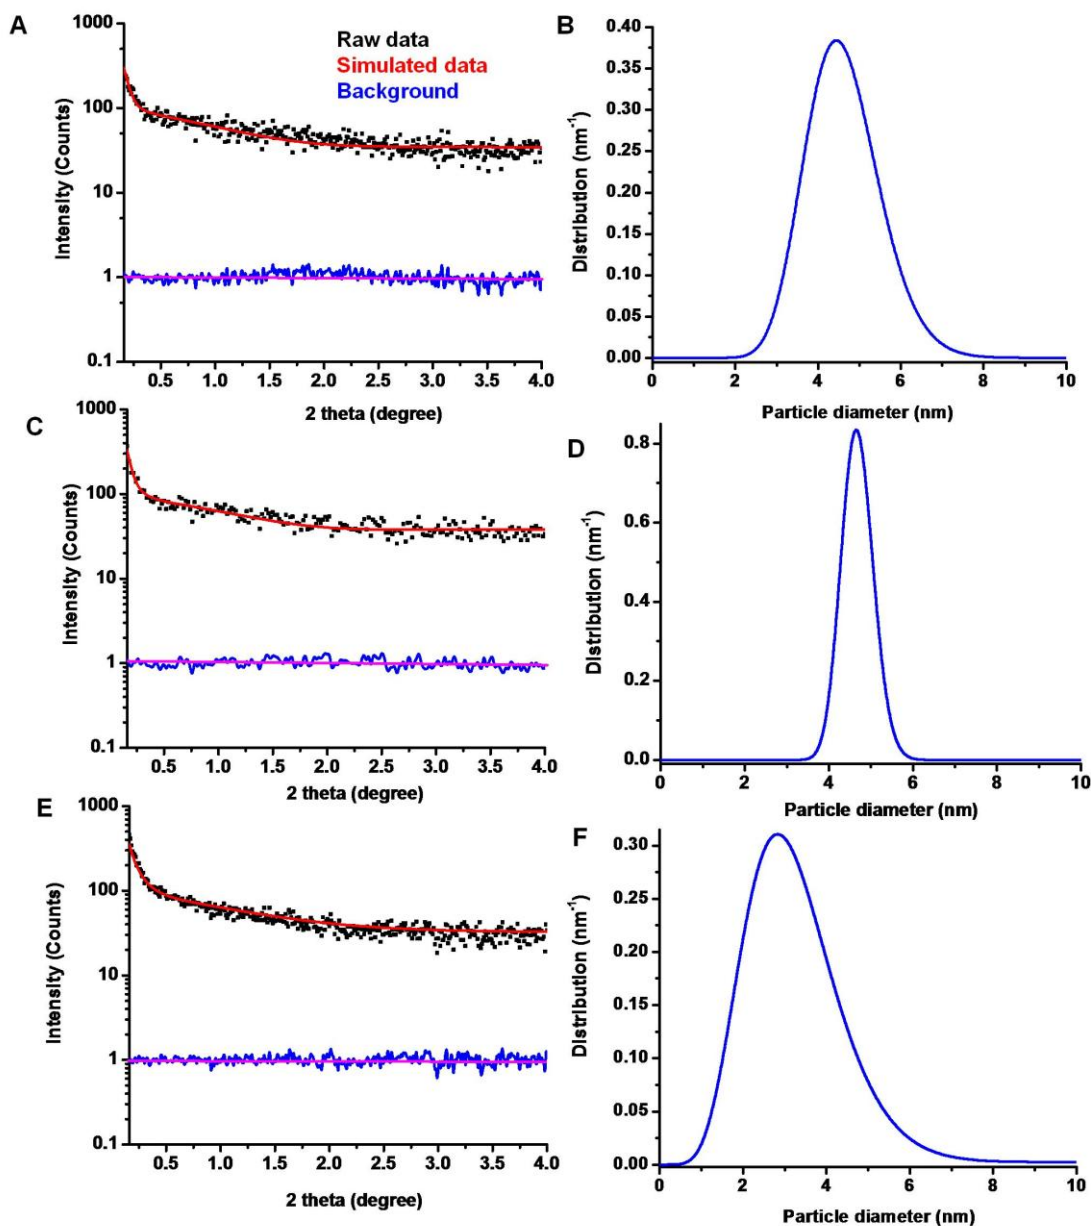 A
Intensity (Counts)
1000
100
10
1
0.1
Raw data
Simulated data
Background
0.5 1.0 1.5 2.0 2.5 3.0 3.5 4.0
2 theta (degree)
B
Distribution (nm⁻¹)
0.40
0.35
0.30
0.25
0.20
0.15
0.10
0.05
0.00
0 2 4 6 8 10
Particle diameter (nm)
C
Intensity (Counts)
1000
100
10
1
0.1
0.5 1.0 1.5 2.0 2.5 3.0 3.5 4.0
2 theta (degree)
D
Distribution (nm⁻¹)
0.8
0.6
0.4
0.2
0.0
0 2 4 6 8 10
Particle diameter (nm)
E
Intensity (Counts)
1000
100
10
1
0.1
0.5 1.0 1.5 2.0 2.5 3.0 3.5 4.0
2 theta (degree)
F
Distribution (nm⁻¹)
0.30
0.25
0.20
0.15
0.10
0.05
0.00
0 2 4 6 8 10
Particle diameter (nm)